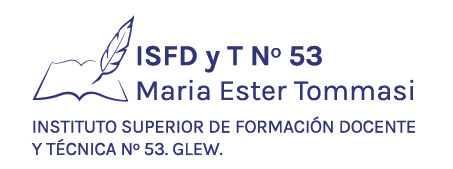 ISFD y T Nº 53
Maria Ester Tommasi
INSTITUTO SUPERIOR DE FORMACIÓN DOCENTE
Y TÉCNICA Nº 53. GLEW.